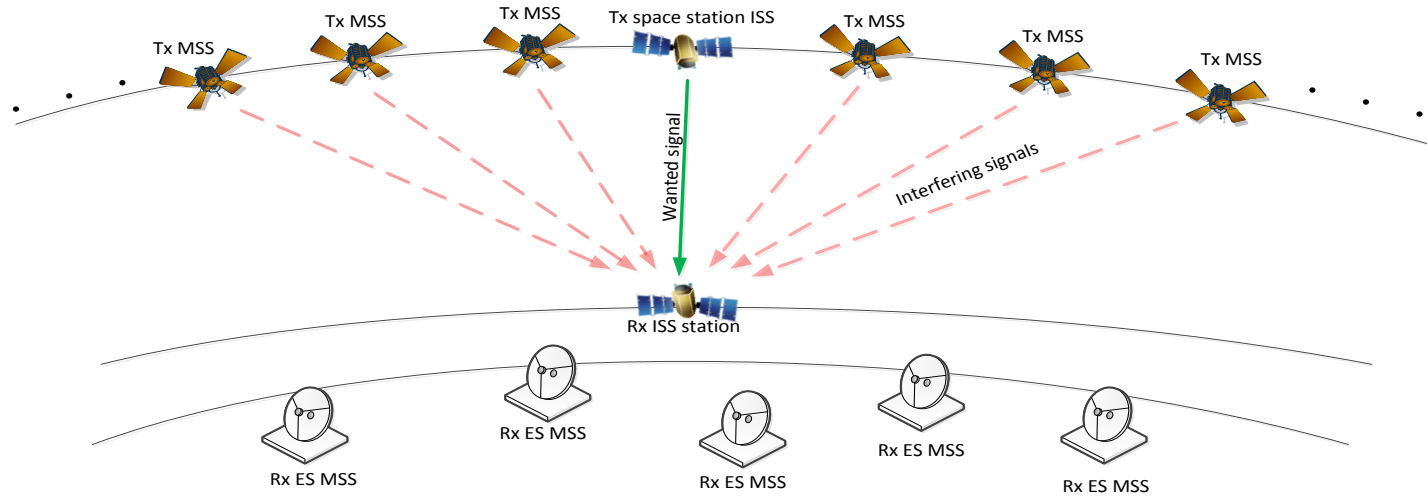 Tx MSS
Tx MSS
Tx MSS
Tx space station ISS
Tx MSS
Tx MSS
Tx MSS
Wanted signal
Interfering signals
Rx ISS station
Rx ES MSS
Rx ES MSS
Rx ES MSS
Rx ES MSS
Rx ES MSS